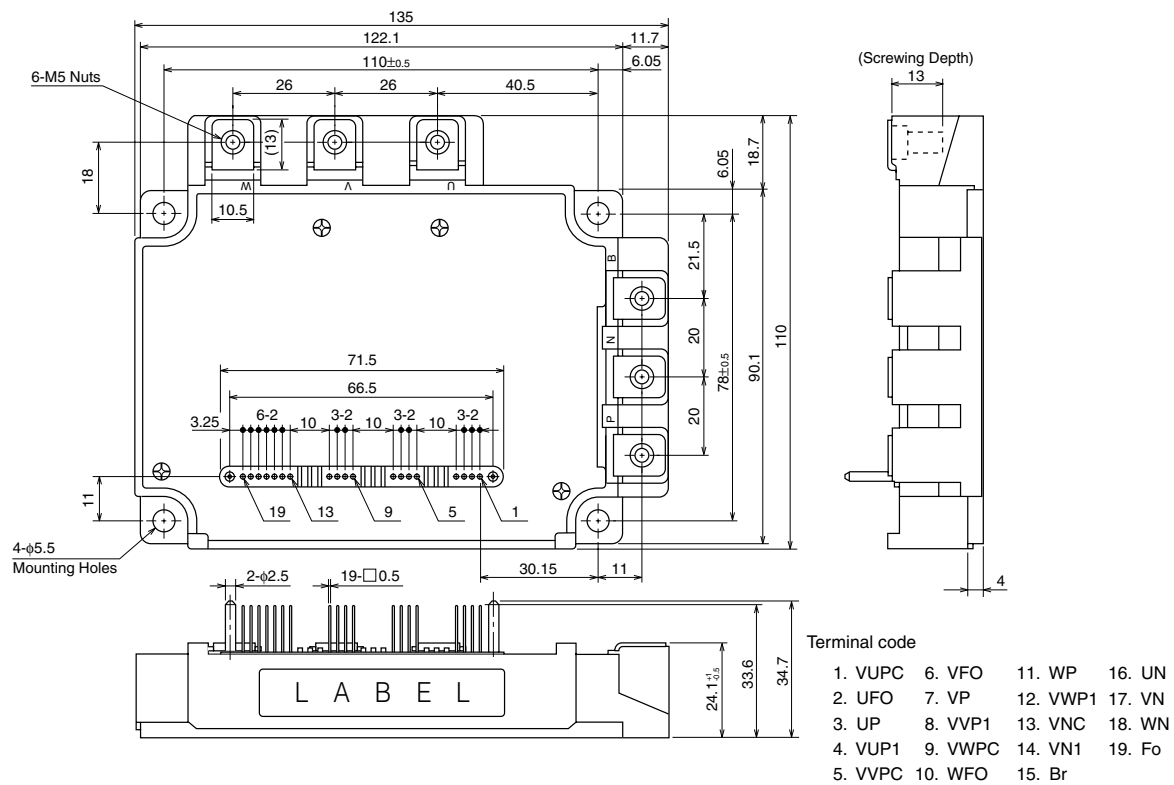 135
122.1
11.7
110±0.5
6.05
26
26
40.5
6-M5 Nuts
(Screwing Depth)
13
(13)
18
10.5
W
V
U
6.05
18.7
B
21.5
N
20
P
20
78±0.5
90.1
110
71.5
66.5
3.25
6-2
10
3-2
10
3-2
10
3-2
11
19
13
9
5
1
4-ϕ5.5
Mounting Holes
30.15
11
4
2-ϕ2.5
19-□0.5
LABEL
24.1 +1 -0.5
33.6
34.7
Terminal code
1. VUPC 6. VFO 11. WP 16. UN
2. UFO 7. VP 12. VWP1 17. VN
3. UP 8. VVP1 13. VNC 18. WN
4. VUP1 9. VWPC 14. VN1 19. Fo
5. VVPC 10. WFO 15. Br